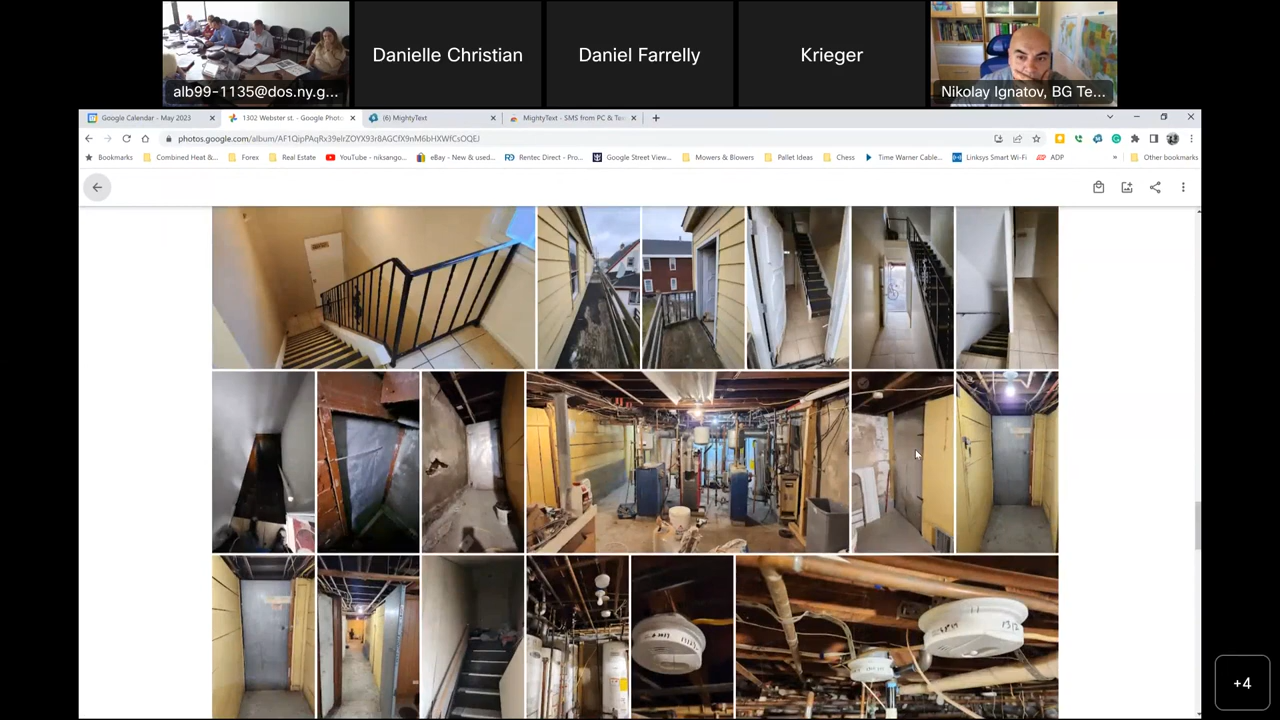 alb99-1135@dos.ny.g...
Danielle Christian
Daniel Farrelly
Krieger
Nikolay Ignatov, BG Te...
Google Calendar - May 2023
1302 Webster st. - Google Photo
(6) MightyText
MightyText - SMS from PC & Tex
photos.google.com/album/
Bookmarks
Combined Heat &...
Forex
Real Estate
YouTube - niksango...
eBay - New & used...
Rentec Direct - Pro...
Google Street View...
Mowers & Blowers
Pallet Ideas
Chess
Time Warner Cable...
Linksys Smart Wi-Fi
ADP
»
Other bookmarks
+4